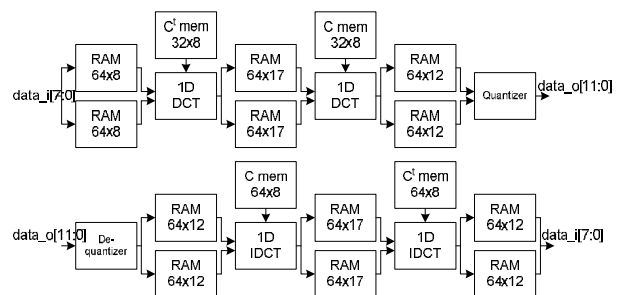 Cᵗ mem
32x8
C mem
32x8
RAM
64x8
1D
DCT
RAM
64x17
1D
DCT
RAM
64x12
Quantizer
data_i[7:0]
data_o[11:0]
RAM
64x8
RAM
64x17
RAM
64x12
C mem
64x8
Cᵗ mem
64x8
RAM
64x12
RAM
64x17
RAM
64x12
data_o[11:0]
De-
quantizer
1D
IDCT
1D
IDCT
data_i[7:0]
RAM
64x12
RAM
64x17
RAM
64x12